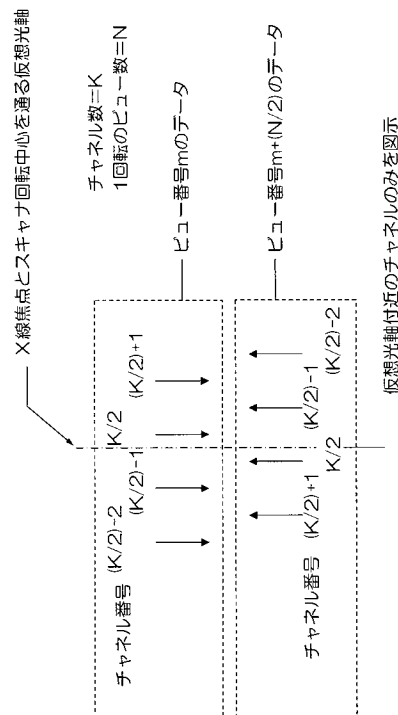 X線焦点とスキャナ回転中心を通る仮想光軸
チャネル数=K
1回転のビュー数=N
ビュー番号mのデータ
チャネル番号
(K/2)-2
(K/2)-1
K/2
(K/2)+1
ビュー番号m+(N/2)のデータ
チャネル番号
(K/2)+1
K/2
(K/2)-1
(K/2)-2
仮想光軸付近のチャネルのみを図示